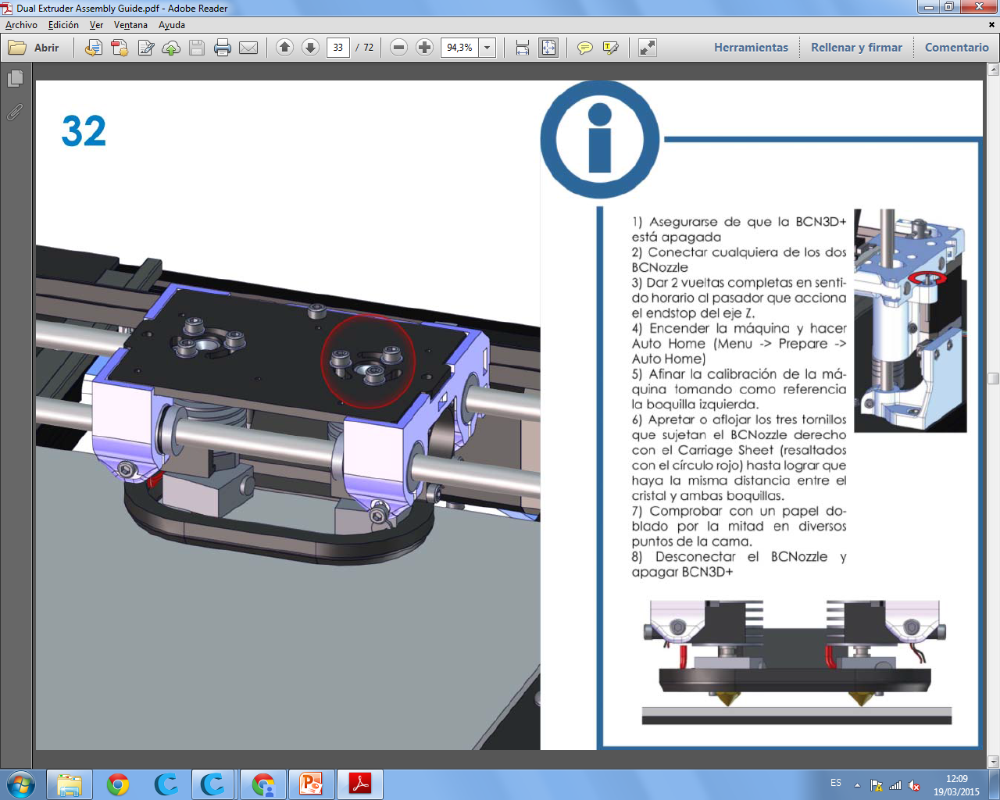 Dual Extruder Assembly Guide.pdf - Adobe Reader
Archivo Edición Ver Ventana Ayuda
Abrir 33 / 72 94,3% Herramientas Rellenar y firmar Comentario
32
1) Asegurarse de que la BCN3D+
está apagada
2) Conectar cualquiera de los dos
BCNozzle
3) Dar 2 vueltas completas en senti-
do horario al pasador que acciona
el endstop del eje Z.
4) Encender la máquina y hacer
Auto Home (Menu -> Prepare ->
Auto Home)
5) Afinar la calibración de la má-
quina tomando como referencia
la boquilla izquierda.
6) Apretar o aflojar los tres tornillos
que sujetan el BCNozzle derecho
con el Carriage Sheet (resaltados
con el círculo rojo) hasta lograr que
haya la misma distancia entre el
cristal y ambas boquillas.
7) Comprobar con un papel do-
blado por la mitad en diversos
puntos de la cama.
8) Desconectar el BCNozzle y
apagar BCN3D+
ES
12:09
19/03/2015